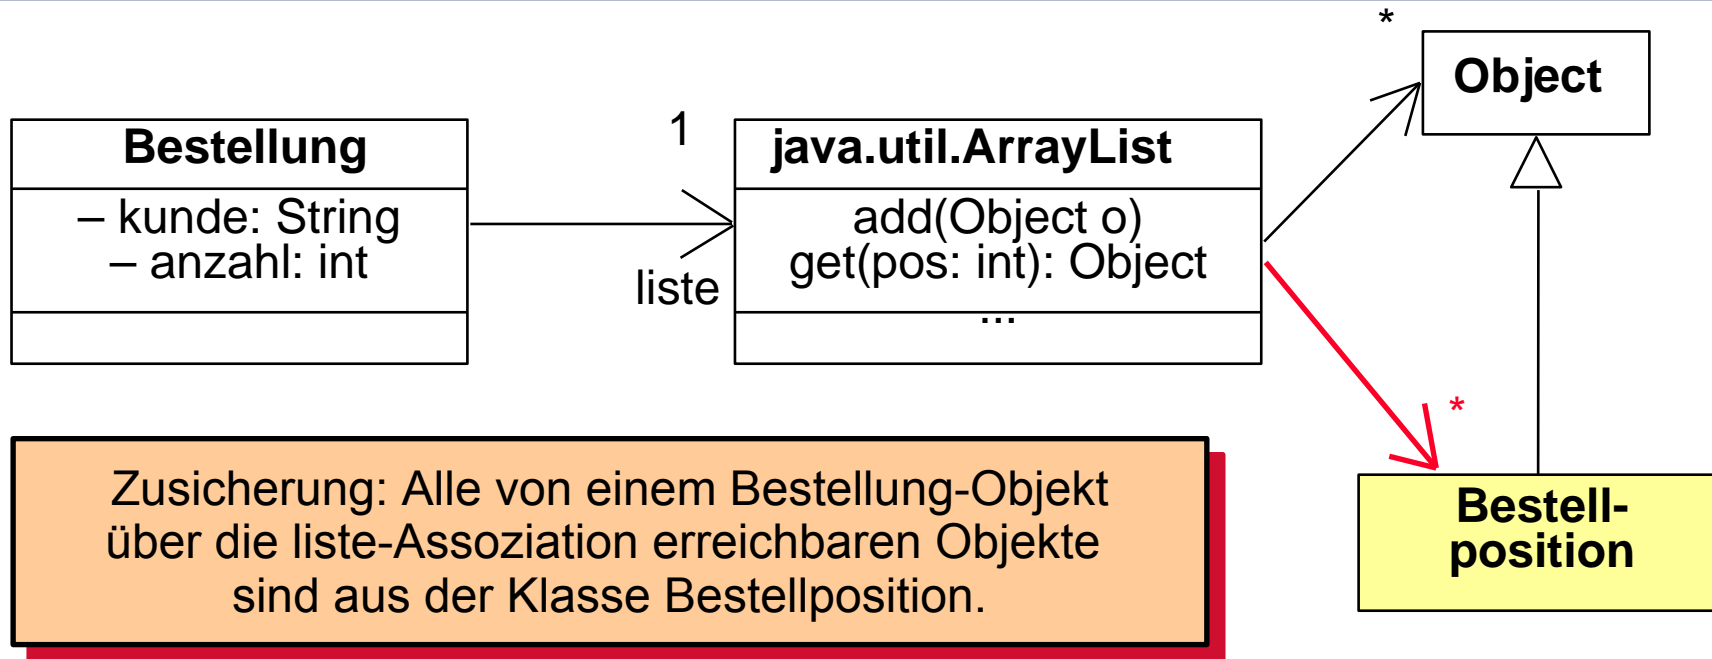 *
Object
Bestellung
– kunde: String
– anzahl: int
1
liste
java.util.ArrayList
add(Object o)
get(pos: int): Object
...
*
Bestell-
position
Zusicherung: Alle von einem Bestellung-Objekt
über die liste-Assoziation erreichbaren Objekte
sind aus der Klasse Bestellposition.